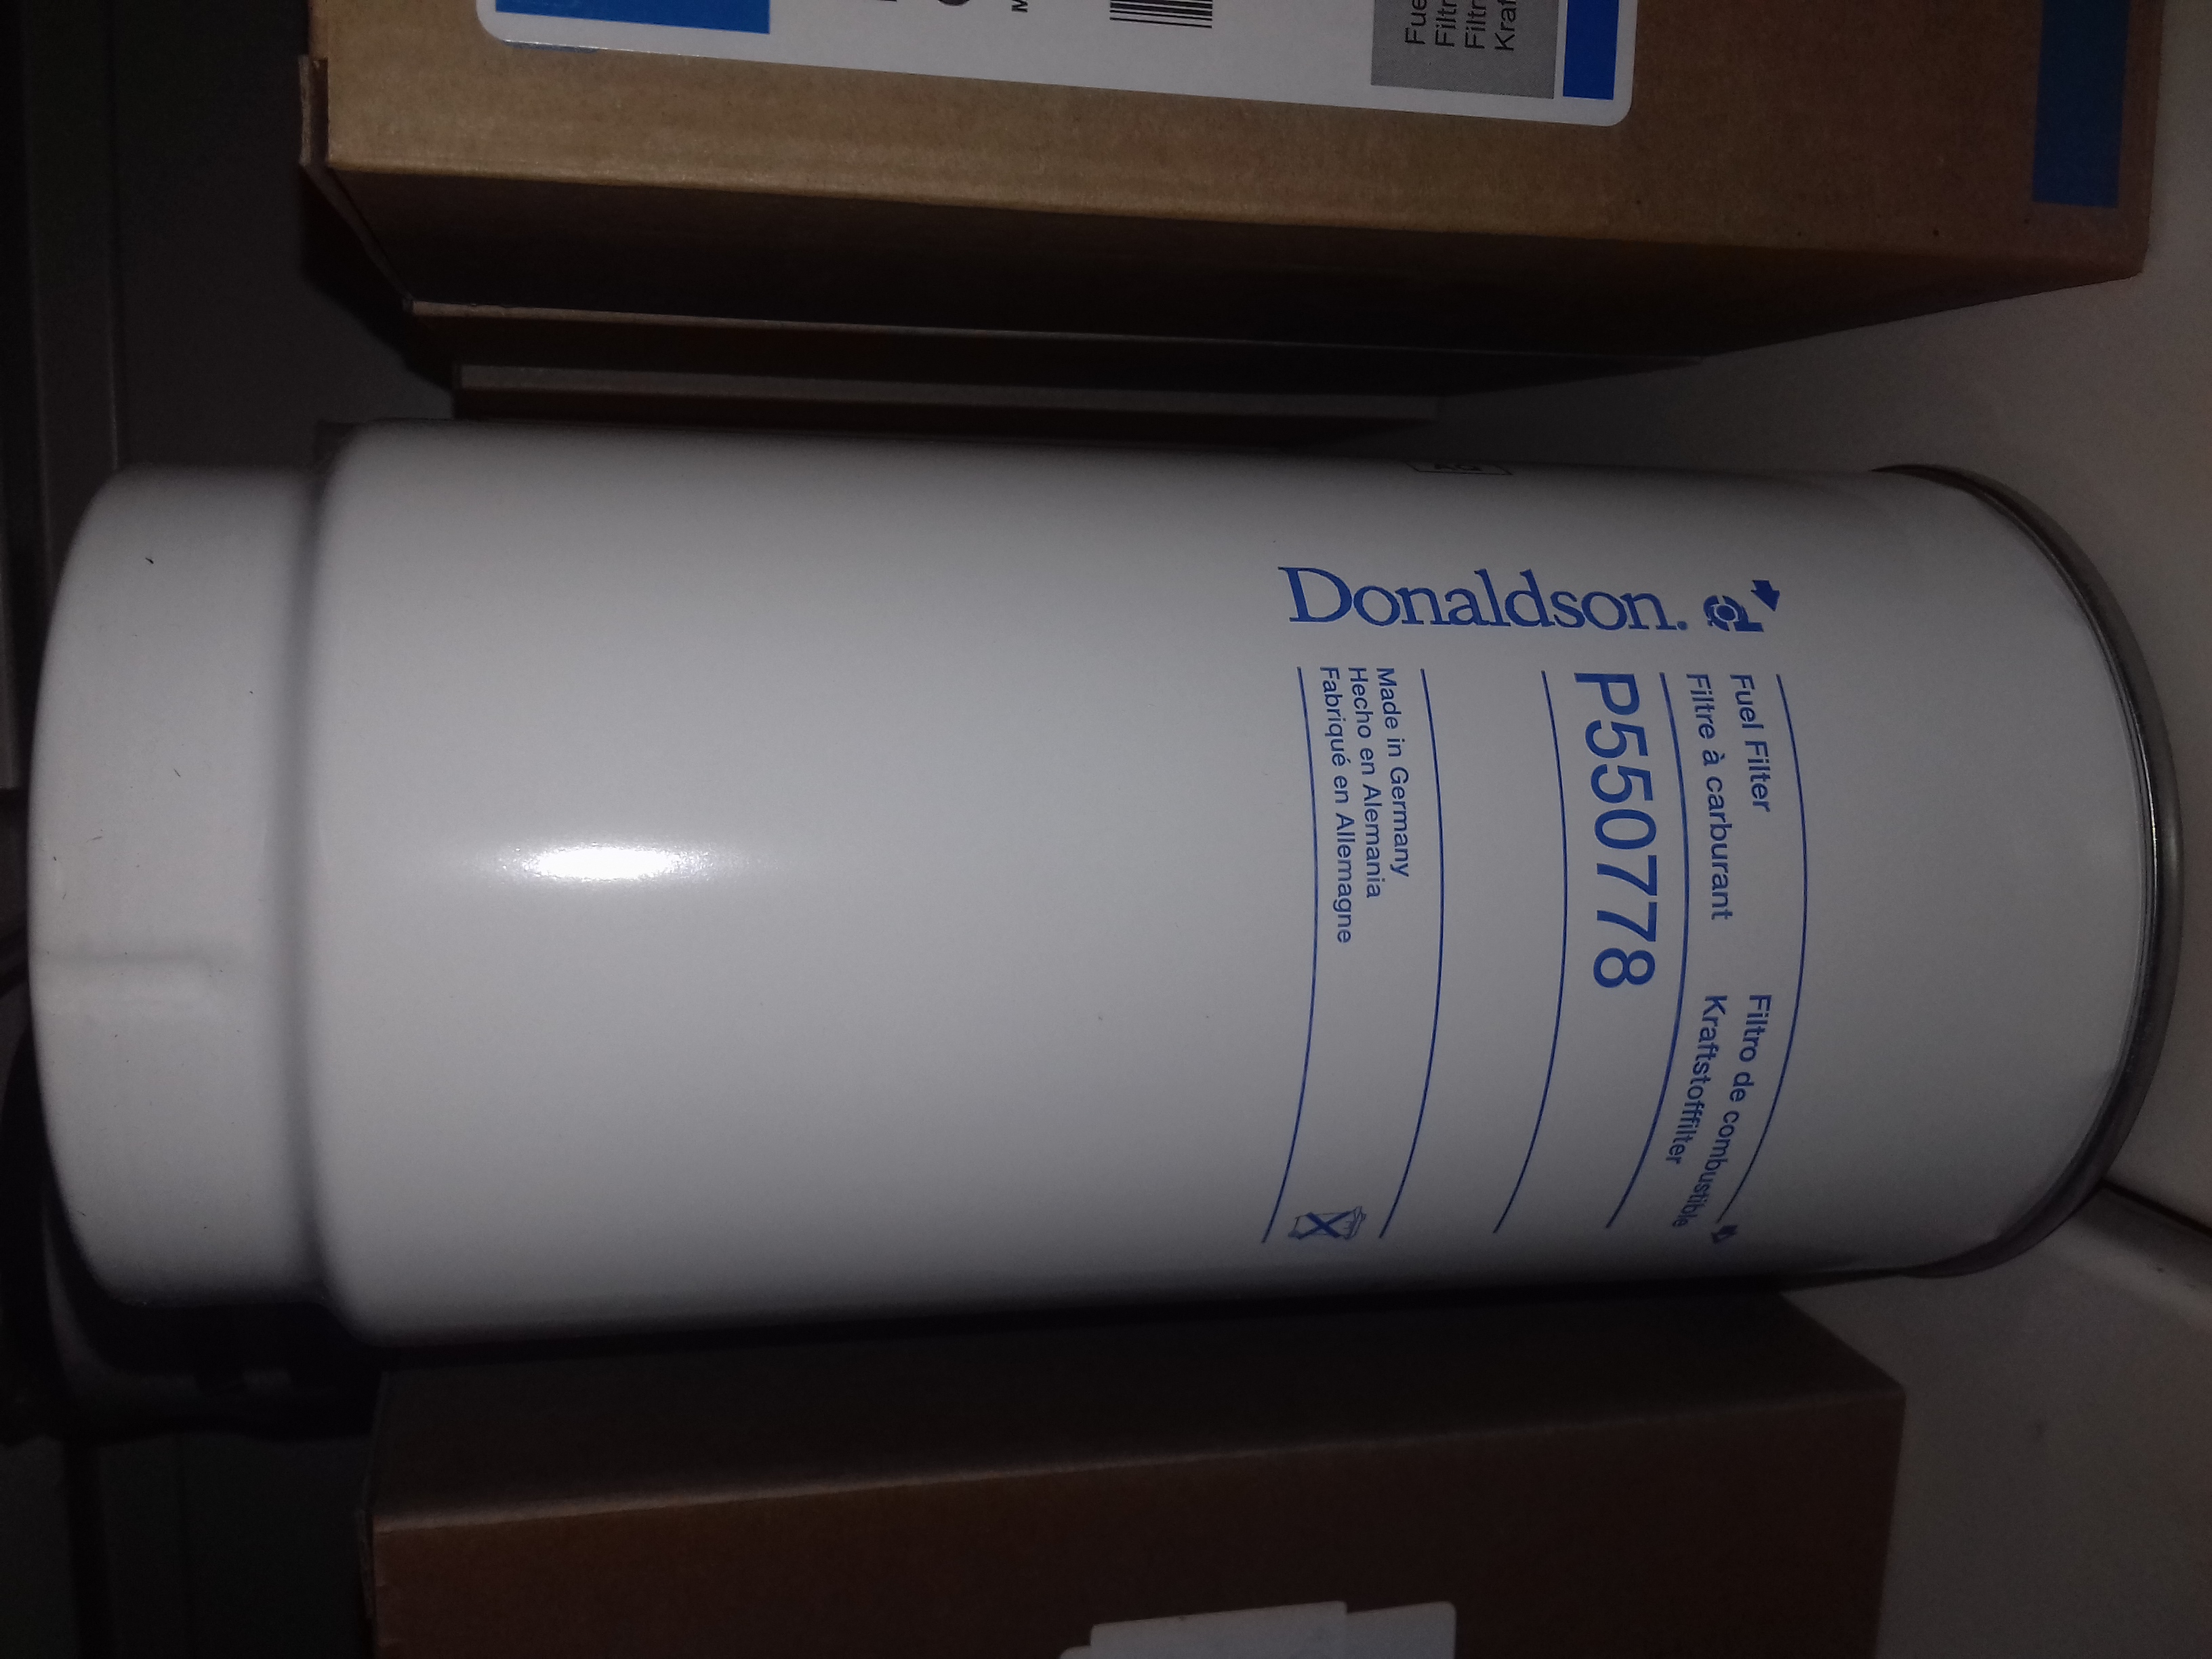 Donaldson.
Fuel Filter
Filtre à carburant
Filtro de combustible
Kraftstofffilter
P550778
Made in Germany
Hecho en Alemania
Fabriqué en Allemagne